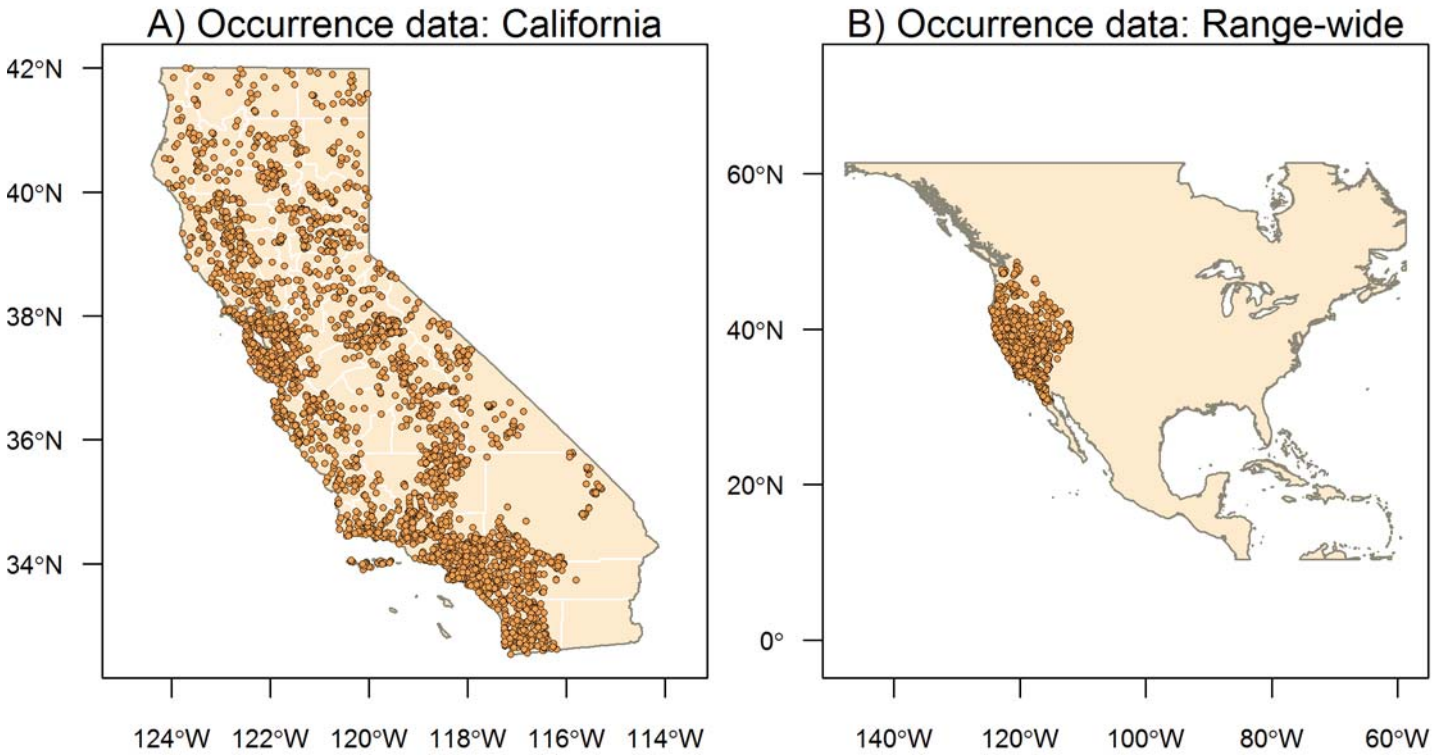 A) Occurrence data: California
42°N
40°N
38°N
36°N
34°N
124°W 122°W 120°W 118°W 116°W 114°W
B) Occurrence data: Range-wide
60°N
40°N
20°N
0°
140°W 120°W 100°W 80°W 60°W